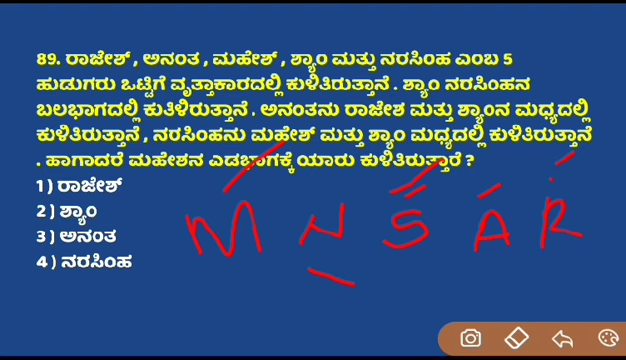 89. ರಾಜೇಶ್ , ಅನಂತ , ಮಹೇಶ್ , ಶ್ಯಾಂ ಮತ್ತು ನರಸಿಂಹ ಎಂಬ 5
ಹುಡುಗರು ಒಟ್ಟಿಗೆ ವೃತ್ತಾಕಾರದಲ್ಲಿ ಕುಳಿತಿರುತ್ತಾನೆ . ಶ್ಯಾಂ ನರಸಿಂಹನ
ಬಲಭಾಗದಲ್ಲಿ ಕುತಿಳಿರುತ್ತಾನೆ . ಅನಂತನು ರಾಜೇಶ ಮತ್ತು ಶ್ಯಾಂನ ಮಧ್ಯದಲ್ಲಿ
ಕುಳಿತಿರುತ್ತಾನೆ , ನರಸಿಂಹನು ಮಹೇಶ್ ಮತ್ತು ಶ್ಯಾಂ ಮಧ್ಯದಲ್ಲಿ ಕುಳಿತಿರುತ್ತಾನೆ
. ಹಾಗಾದರೆ ಮಹೇಶನ ಎಡಭಾಗಕ್ಕೆ ಯಾರು ಕುಳಿತಿರುತ್ತಾರೆ ?
1 ) ರಾಜೇಶ್
2 ) ಶ್ಯಾಂ
3 ) ಅನಂತ
4 ) ನರಸಿಂಹ
M N S A R